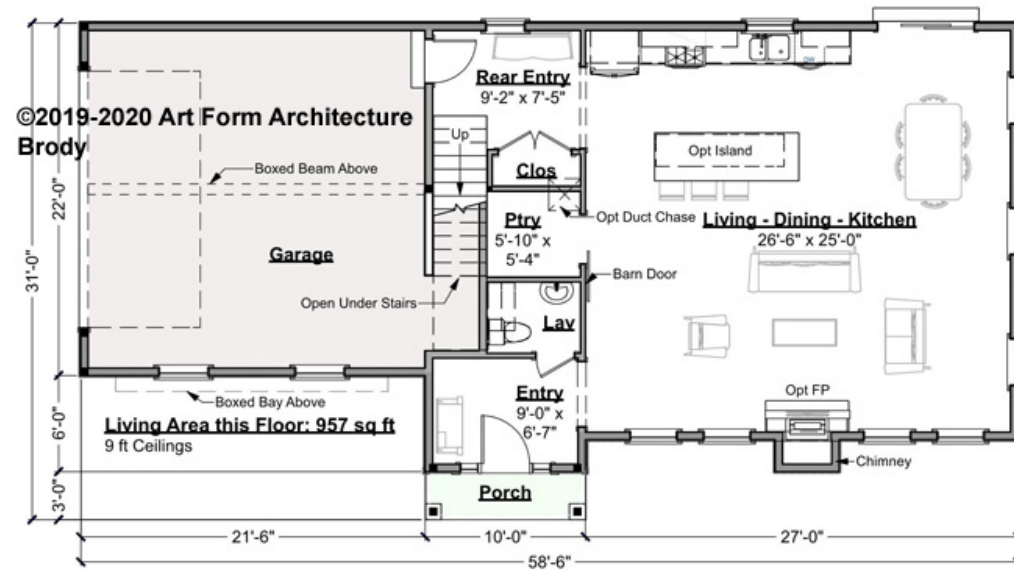 ©2019-2020 Art Form Architecture
Brody
Rear Entry
9'-2" x 7'-5"
DW
Up
Opt Island
Boxed Beam Above
Clos
Opt Duct Chase
Ptry
5'-10" x
5'-4"
Living - Dining - Kitchen
26'-6" x 25'-0"
Garage
Barn Door
Open Under Stairs
Lav
Opt FP
Entry
9'-0" x
6'-7"
Boxed Bay Above
Living Area this Floor: 957 sq ft
9 ft Ceilings
Chimney
Porch
22'-0"
31'-0"
6'-0"
3'-0"
21'-6"
10'-0"
27'-0"
58'-6"